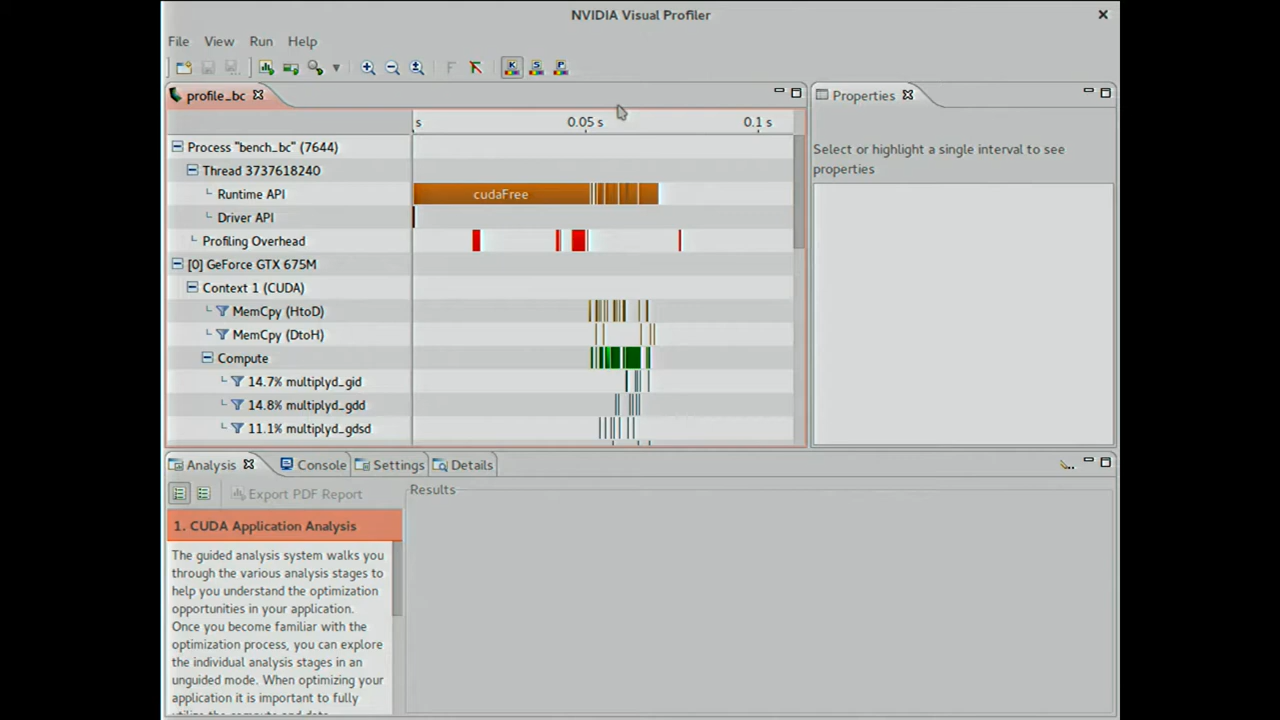 NVIDIA Visual Profiler
File View Run Help
F K S P
profile_bc
Properties
s 0.05 s 0.1 s
Process "bench_bc" (7644)
Thread 3737618240
Runtime API
cudaFree
Driver API
Profiling Overhead
[0] GeForce GTX 675M
Context 1 (CUDA)
MemCpy (HtoD)
MemCpy (DtoH)
Compute
14.7% multiplyd_gid
14.8% multiplyd_gdd
11.1% multiplyd_gdsd
Select or highlight a single interval to see
properties
Analysis Console Settings Details
Export PDF Report
Results
1. CUDA Application Analysis
The guided analysis system walks you
through the various analysis stages to
help you understand the optimization
opportunities in your application.
Once you become familiar with the
optimization process, you can explore
the individual analysis stages in an
unguided mode. When optimizing your
application it is important to fully